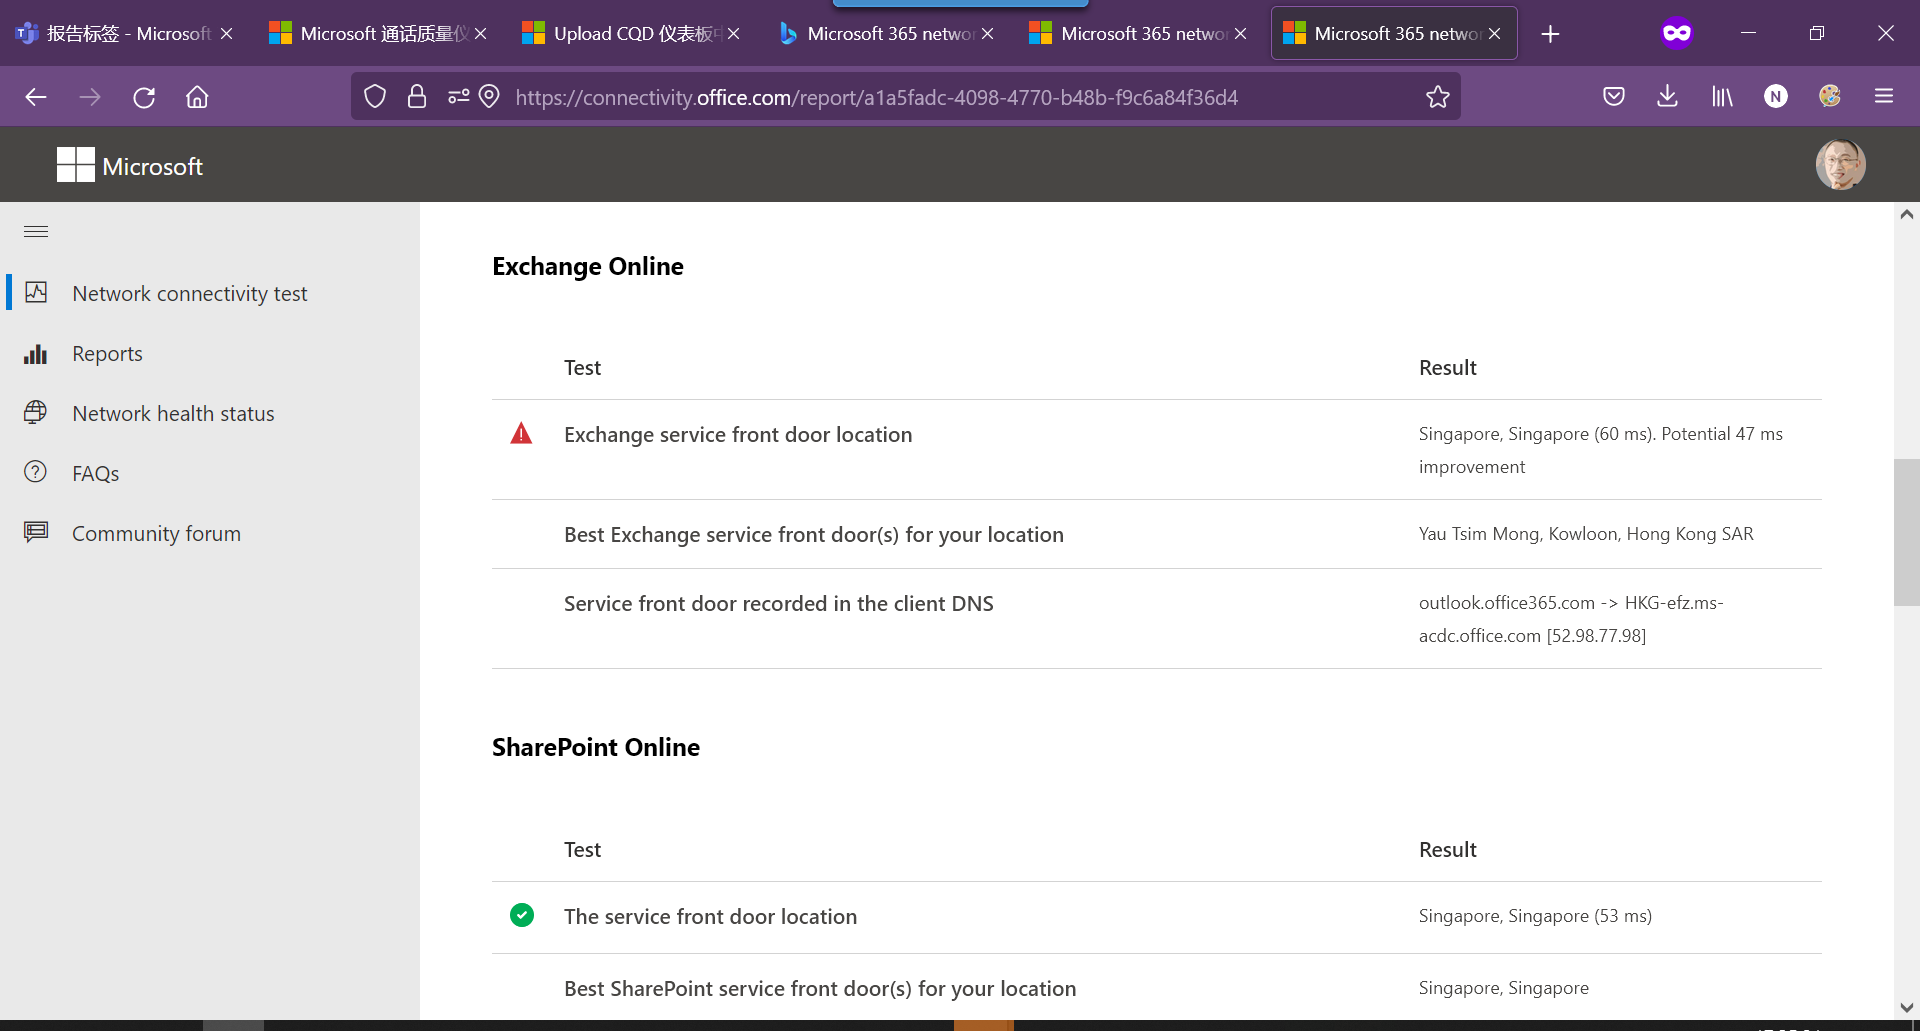 报告标签 - Microsoft
Microsoft 通话质量仪
Upload CQD 仪表板
Microsoft 365 networ
Microsoft 365 networ
Microsoft 365 networ
https://connectivity.office.com/report/a1a5fadc-4098-4770-b48b-f9c6a84f36d4
N
Microsoft
Network connectivity test
Reports
Network health status
FAQs
Community forum
Exchange Online
Test Result
Exchange service front door location Singapore, Singapore (60 ms). Potential 47 ms
improvement
Best Exchange service front door(s) for your location Yau Tsim Mong, Kowloon, Hong Kong SAR
Service front door recorded in the client DNS outlook.office365.com -> HKG-efz.ms-
acdc.office.com [52.98.77.98]
SharePoint Online
Test Result
The service front door location Singapore, Singapore (53 ms)
Best SharePoint service front door(s) for your location Singapore, Singapore